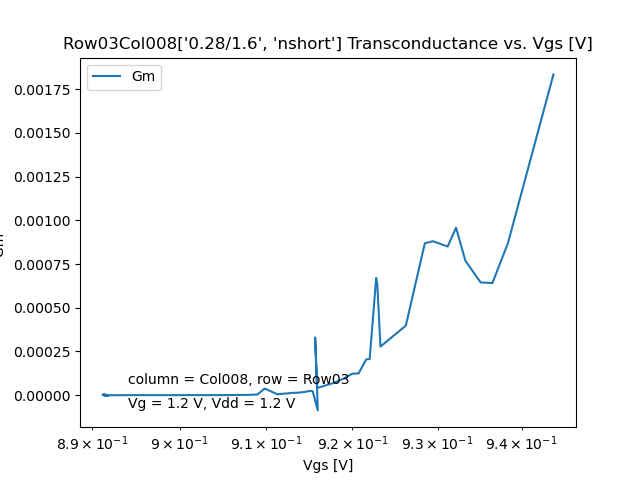 Row03Col008['0.28/1.6', 'nshort'] Transconductance vs. Vgs [V]
Gm
0.00175
0.00150
0.00125
0.00100
0.00075
0.00050
0.00025
0.00000
column = Col008, row = Row03
Vg = 1.2 V, Vdd = 1.2 V
8.9 × 10⁻¹ 9 × 10⁻¹ 9.1 × 10⁻¹ 9.2 × 10⁻¹ 9.3 × 10⁻¹ 9.4 × 10⁻¹
Vgs [V]